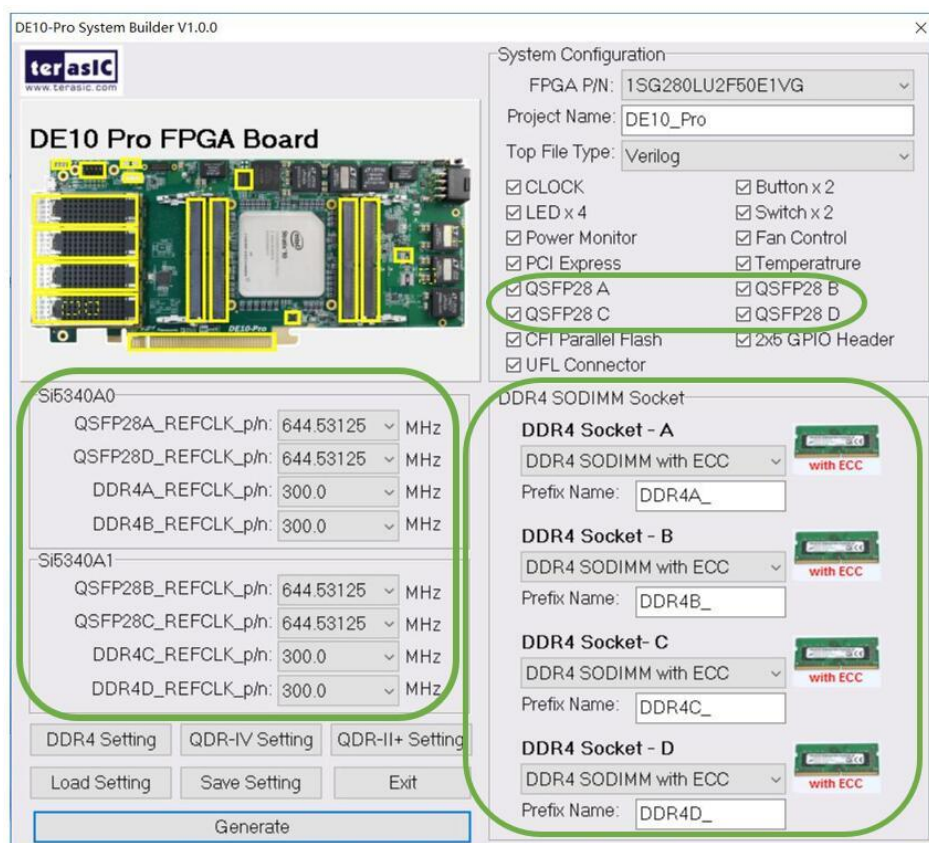 DE10-Pro System Builder V1.0.0
terasIC
www.terasic.com
DE10 Pro FPGA Board
DE10-Pro
System Configuration
FPGA P/N: 1SG280LU2F50E1VG
Project Name: DE10_Pro
Top File Type: Verilog
CLOCK Button x 2
LED x 4 Switch x 2
Power Monitor Fan Control
PCI Express Temperatrure
QSFP28 A QSFP28 B
QSFP28 C QSFP28 D
CFI Parallel Flash 2x5 GPIO Header
UFL Connector
Si5340A0
QSFP28A_REFCLK_p/n: 644.53125 MHz
QSFP28D_REFCLK_p/n: 644.53125 MHz
DDR4A_REFCLK_p/n: 300.0 MHz
DDR4B_REFCLK_p/n: 300.0 MHz
Si5340A1
QSFP28B_REFCLK_p/n: 644.53125 MHz
QSFP28C_REFCLK_p/n: 644.53125 MHz
DDR4C_REFCLK_p/n: 300.0 MHz
DDR4D_REFCLK_p/n: 300.0 MHz
DDR4 Setting QDR-IV Setting QDR-II+ Setting
Load Setting Save Setting Exit
Generate
DDR4 SODIMM Socket
DDR4 Socket - A
DDR4 SODIMM with ECC
with ECC
Prefix Name: DDR4A_
DDR4 Socket - B
DDR4 SODIMM with ECC
with ECC
Prefix Name: DDR4B_
DDR4 Socket- C
DDR4 SODIMM with ECC
with ECC
Prefix Name: DDR4C_
DDR4 Socket - D
DDR4 SODIMM with ECC
with ECC
Prefix Name: DDR4D_